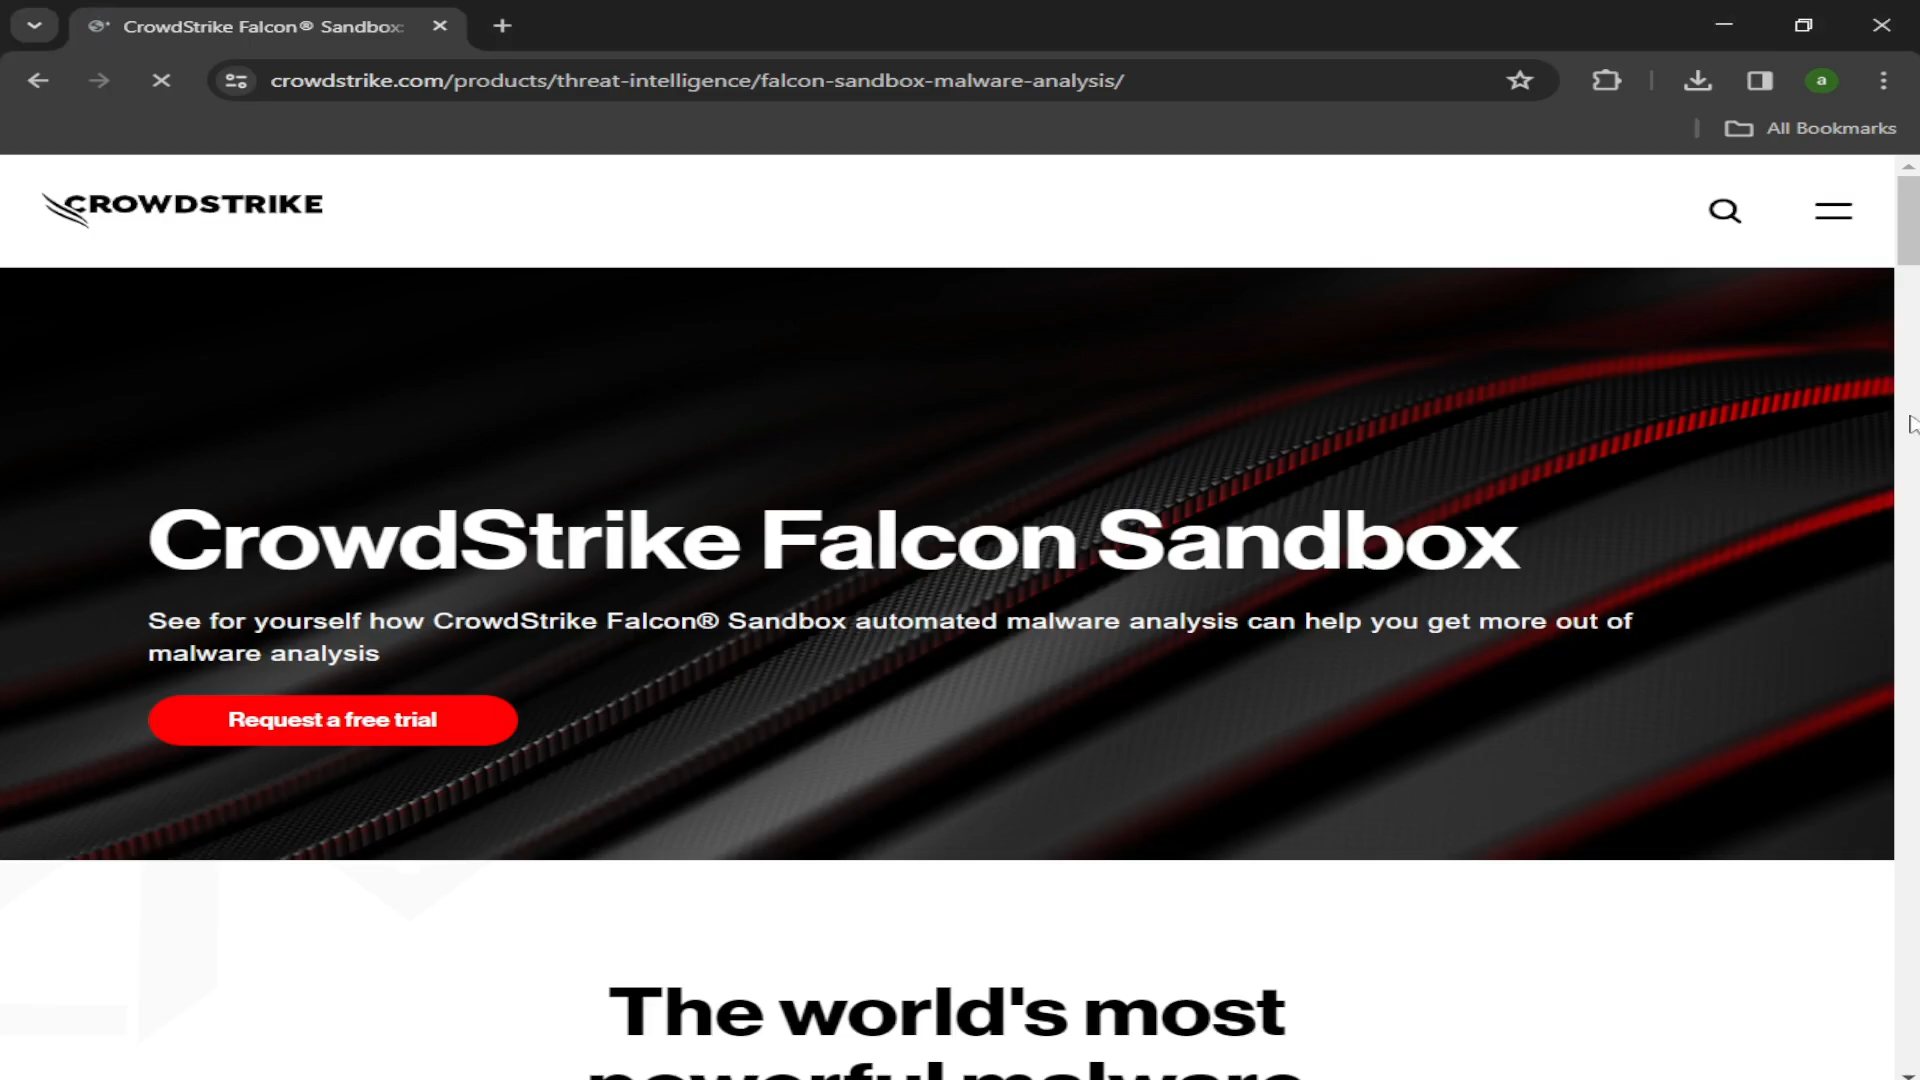 CrowdStrike Falcon® Sandbox
crowdstrike.com/products/threat-intelligence/falcon-sandbox-malware-analysis/
a
All Bookmarks
CROWDSTRIKE
CrowdStrike Falcon Sandbox
See for yourself how CrowdStrike Falcon® Sandbox automated malware analysis can help you get more out of
malware analysis
Request a free trial
The world's most
powerful malware